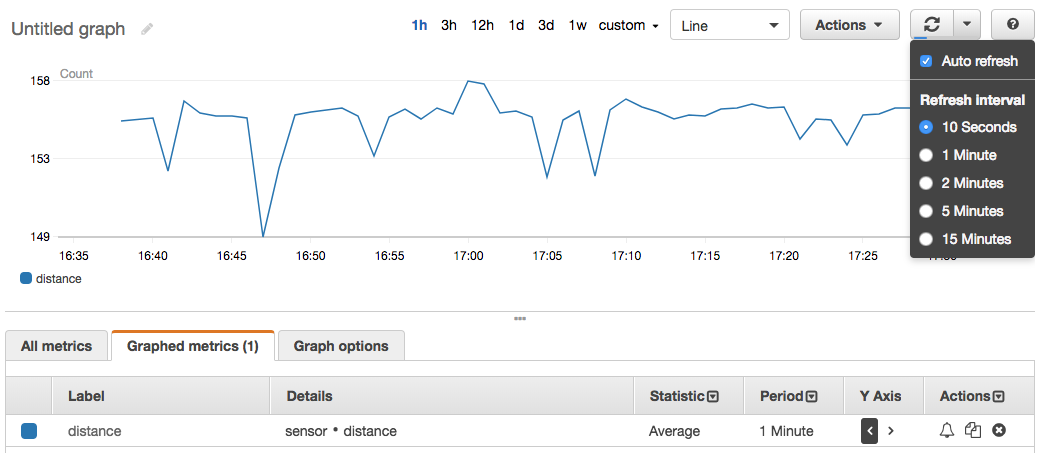 Untitled graph 1h 3h 12h 1d 3d 1w custom Line Actions ?
Auto refresh
Refresh interval
10 Seconds
1 Minute
2 Minutes
5 Minutes
15 Minutes
Count
158
153
149
16:35 16:40 16:45 16:50 16:55 17:00 17:05 17:10 17:15 17:20 17:25
distance
All metrics Graphed metrics (1) Graph options
Label Details Statistic Period Y Axis Actions
distance sensor • distance Average 1 Minute < >